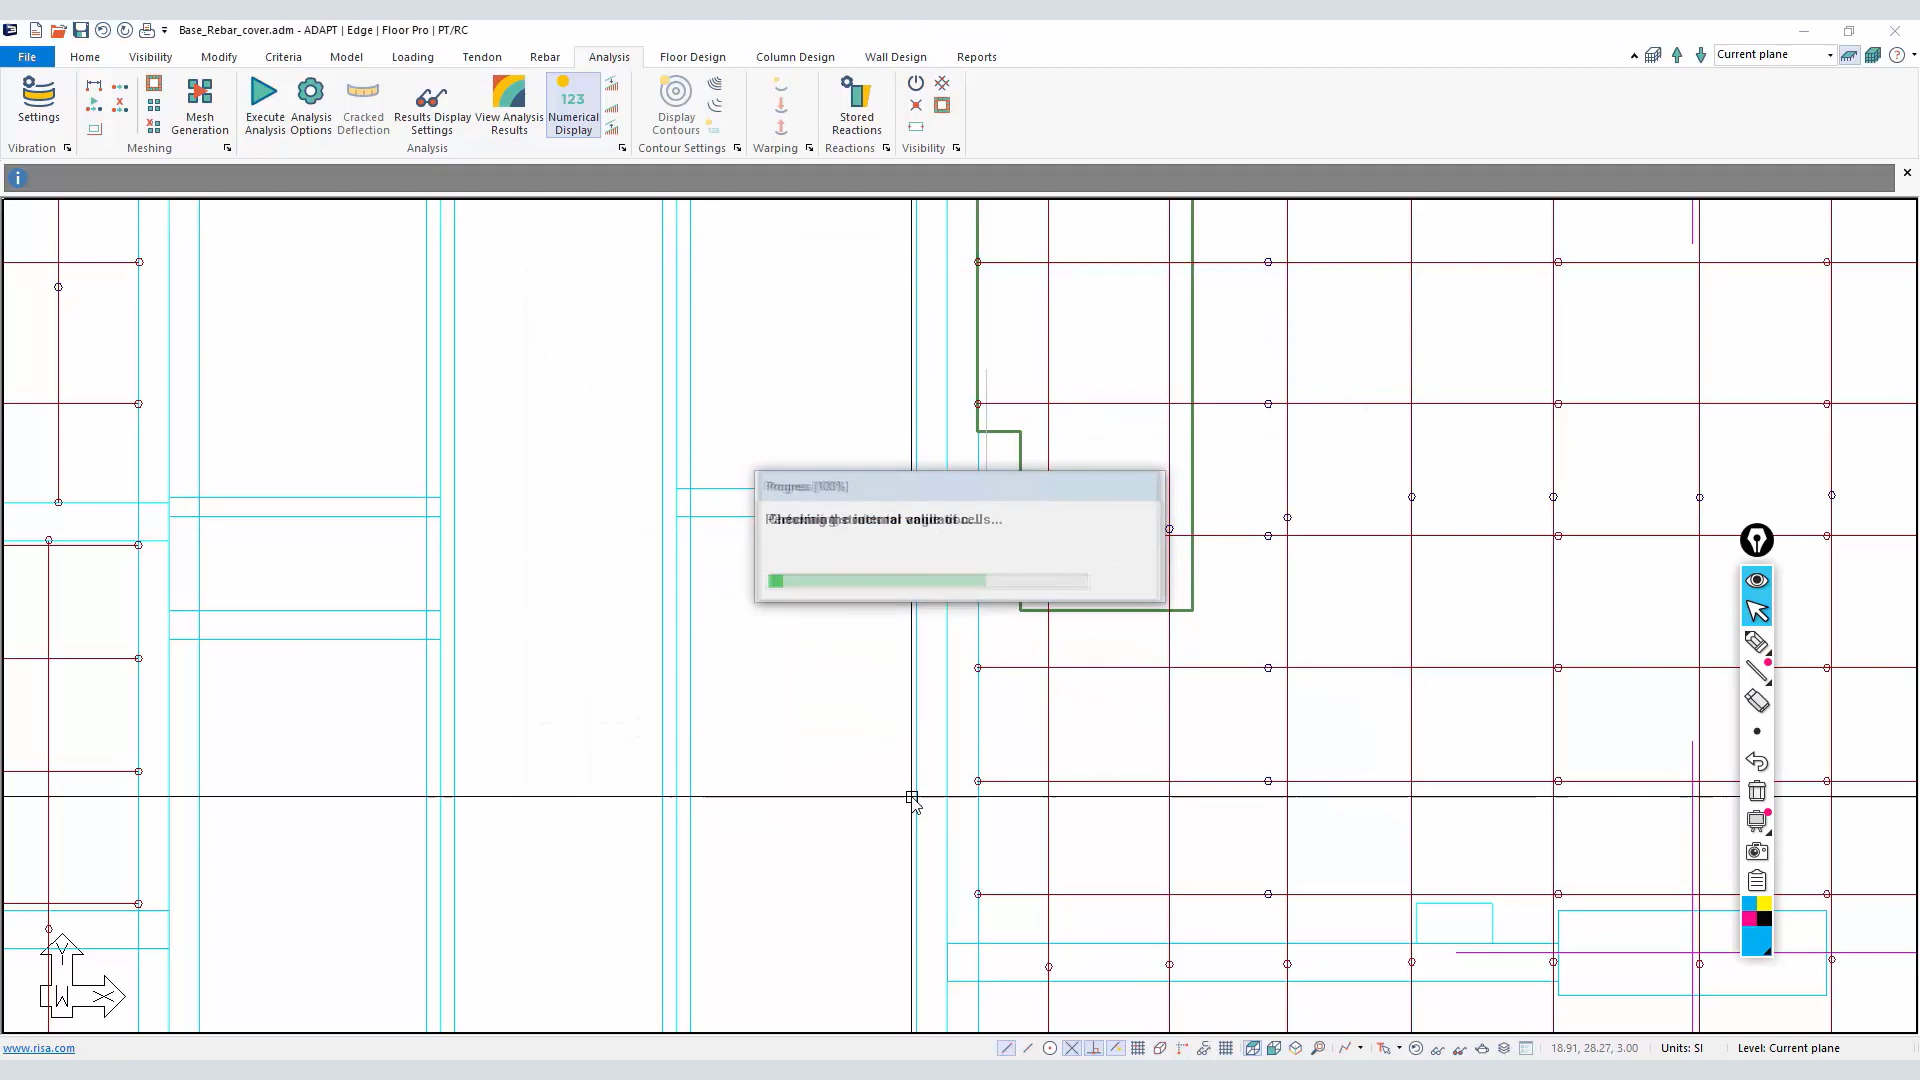 Base_Rebar_cover.adm - ADAPT | Edge | Floor Pro | PT/RC
File Home Visibility Modify Criteria Model Loading Tendon Rebar Analysis Floor Design Column Design Wall Design Reports
Current plane
Settings
Mesh Generation
Execute Analysis
Analysis Options
Cracked Deflection
Results Display Settings
View Analysis Results
123
Numerical Display
Display Contours
Stored Reactions
Vibration Meshing Analysis Contour Settings Warping Reactions Visibility
Y
W X
www.risa.com
18.91, 28.27, 3.00 Units: SI Level: Current plane